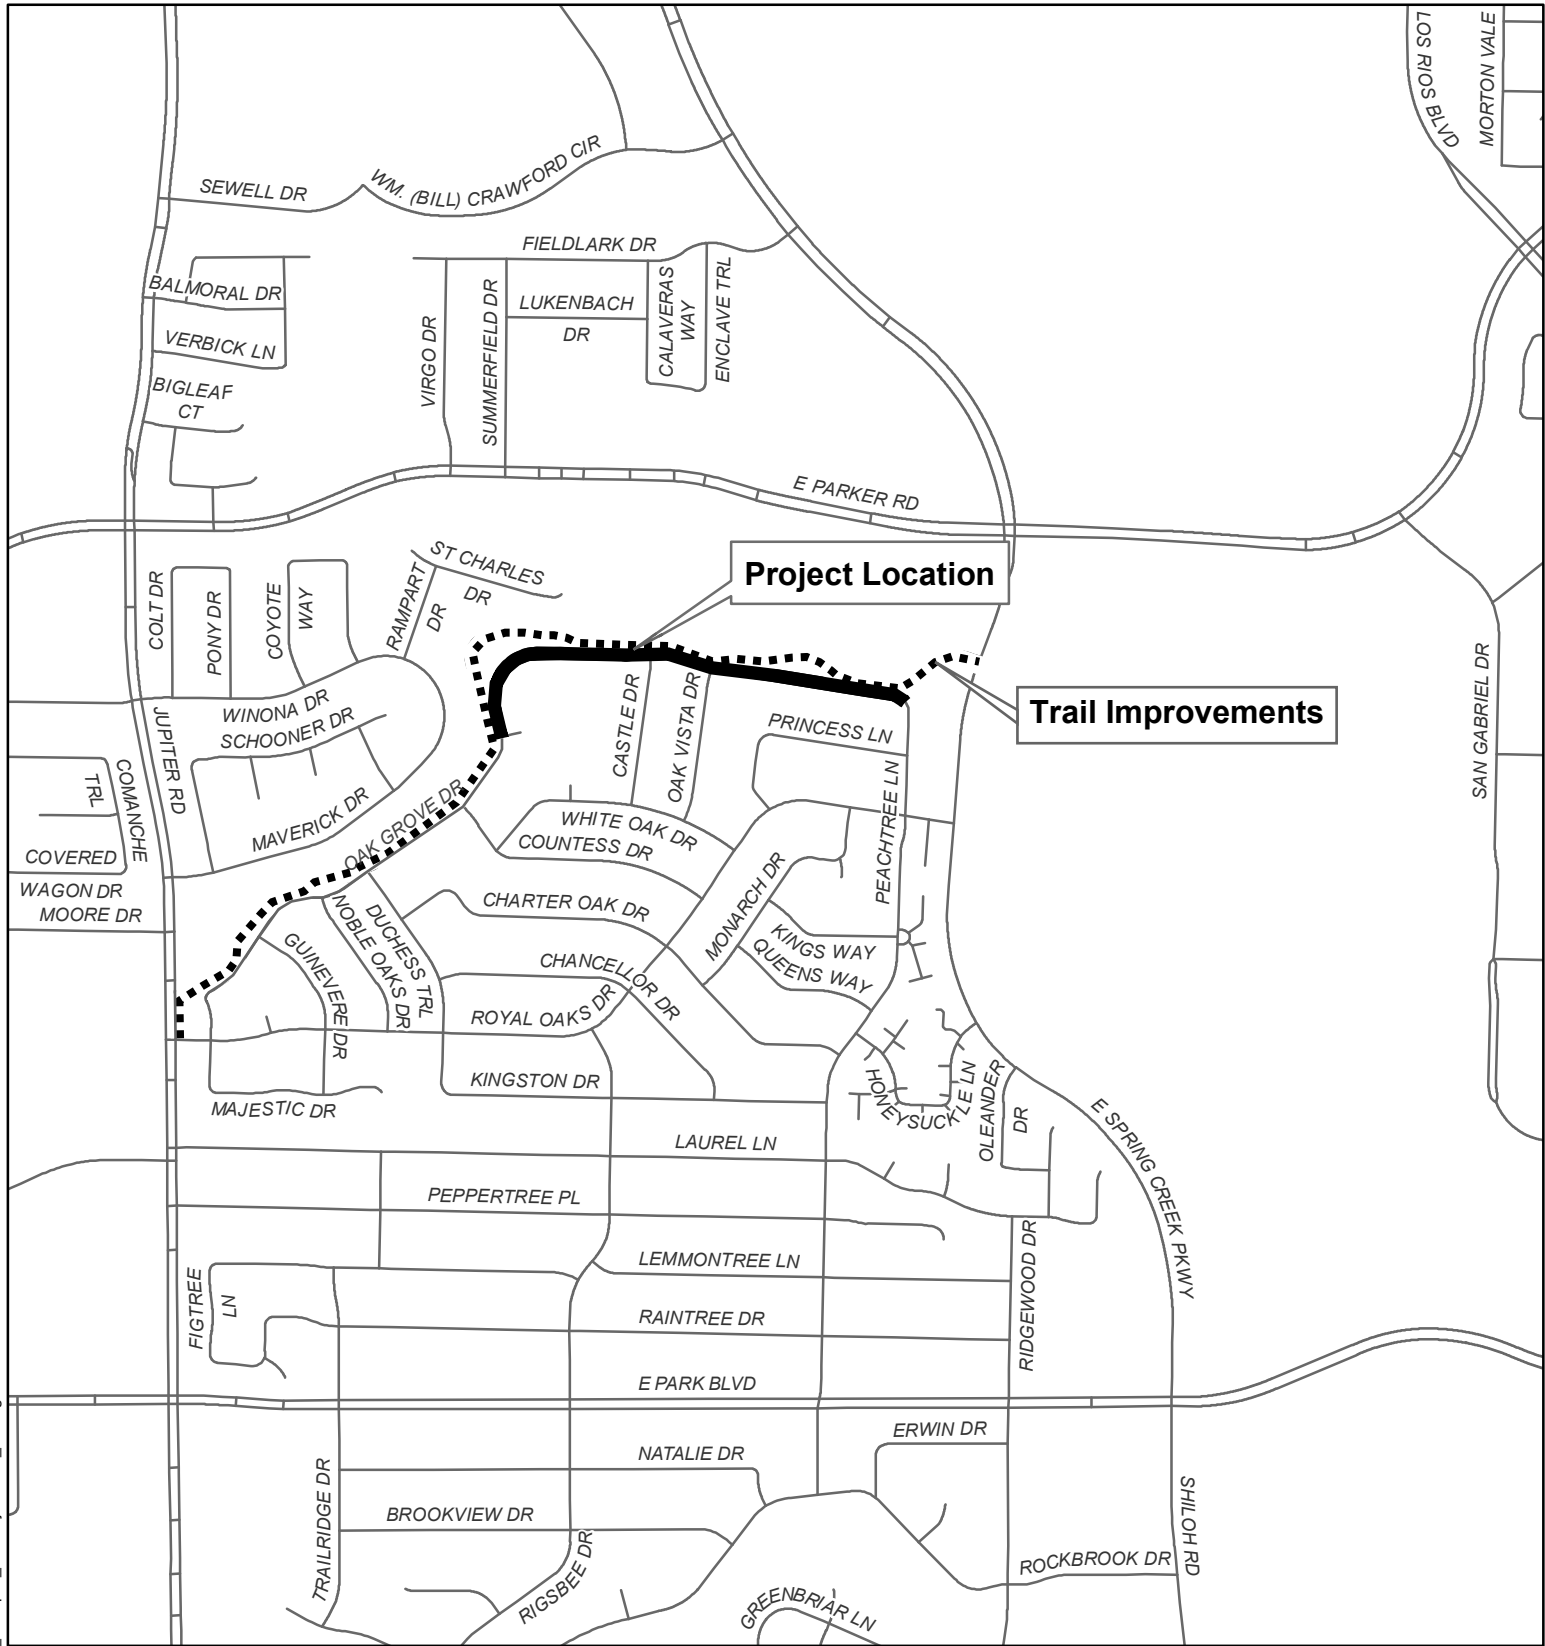 LOS RIOS BLVD
MORTON VALE
SEWELL DR
WM. (BILL) CRAWFORD CIR
FIELDLARK DR
BALMORAL DR
LUKENBACH
DR
CALAVERAS
WAY
ENCLAVE TRL
VERBICK LN
VIRGO DR
SUMMERFIELD DR
BIGLEAF
CT
E PARKER RD
ST CHARLES
DR
RAMPART
DR
Project Location
COLT DR
PONY DR
COYOTE
WAY
WINONA DR
SCHOONER DR
CASTLE DR
OAK VISTA DR
PRINCESS LN
Trail Improvements
SAN GABRIEL DR
JUPITER RD
COMANCHE
TRL
MAVERICK DR
OAK GROVE DR
WHITE OAK DR
COUNTESS DR
PEACHTREE LN
COVERED
WAGON DR
MOORE DR
NOBLE OAKS DR
DUCHESS TRL
CHARTER OAK DR
MONARCH DR
KINGS WAY
QUEENS WAY
GUINEVERE DR
CHANCELLOR DR
ROYAL OAKS DR
KINGSTON DR
MAJESTIC DR
HONEYSUCKLE LN
OLEANDER
DR
E SPRING CREEK PKWY
LAUREL LN
PEPPERTREE PL
LEMMONTREE LN
FIGTREE
LN
RAINTREE DR
RIDGEWOOD DR
E PARK BLVD
ERWIN DR
NATALIE DR
TRAILRIDGE DR
BROOKVIEW DR
SHILOH RD
RIGSBEE DR
ROCKBROOK DR
GREENBRIAR LN